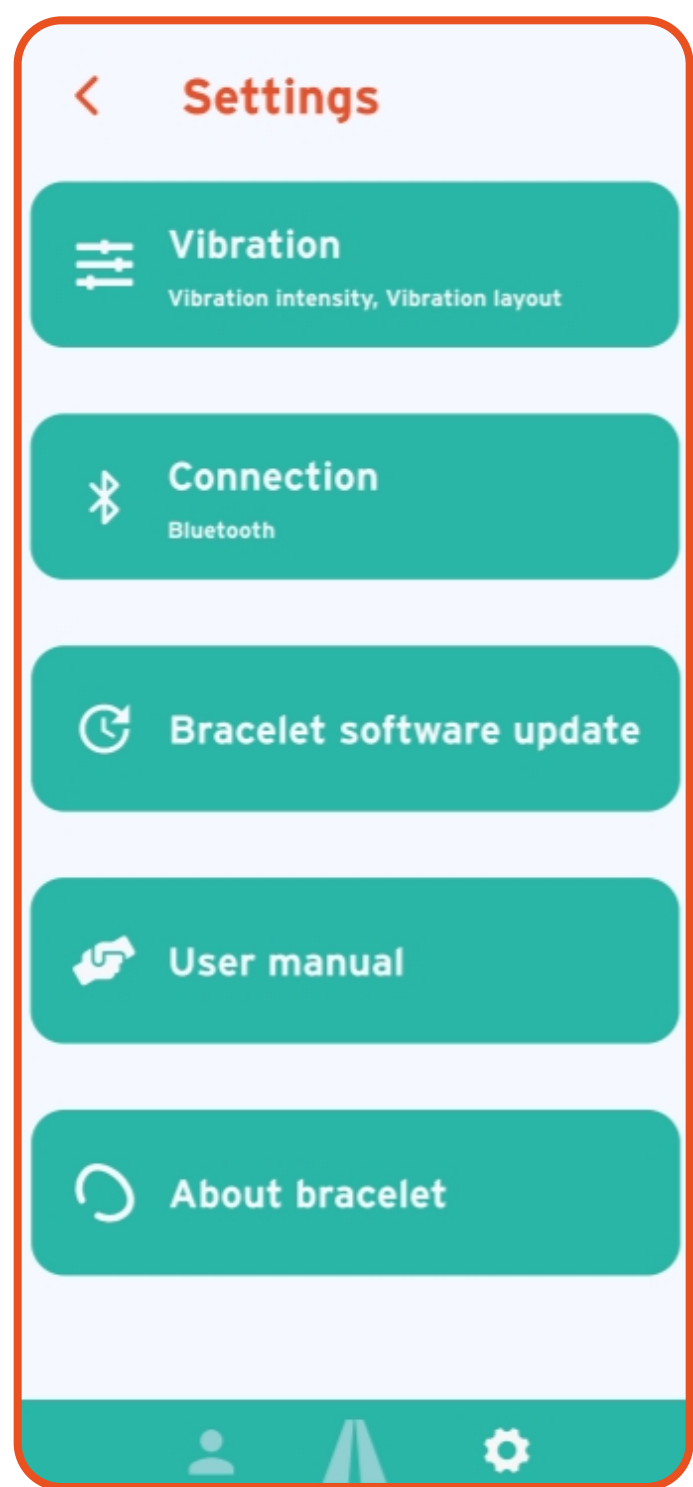 Settings
Vibration
Vibration intensity, Vibration layout
Connection
Bluetooth
Bracelet software update
User manual
About bracelet